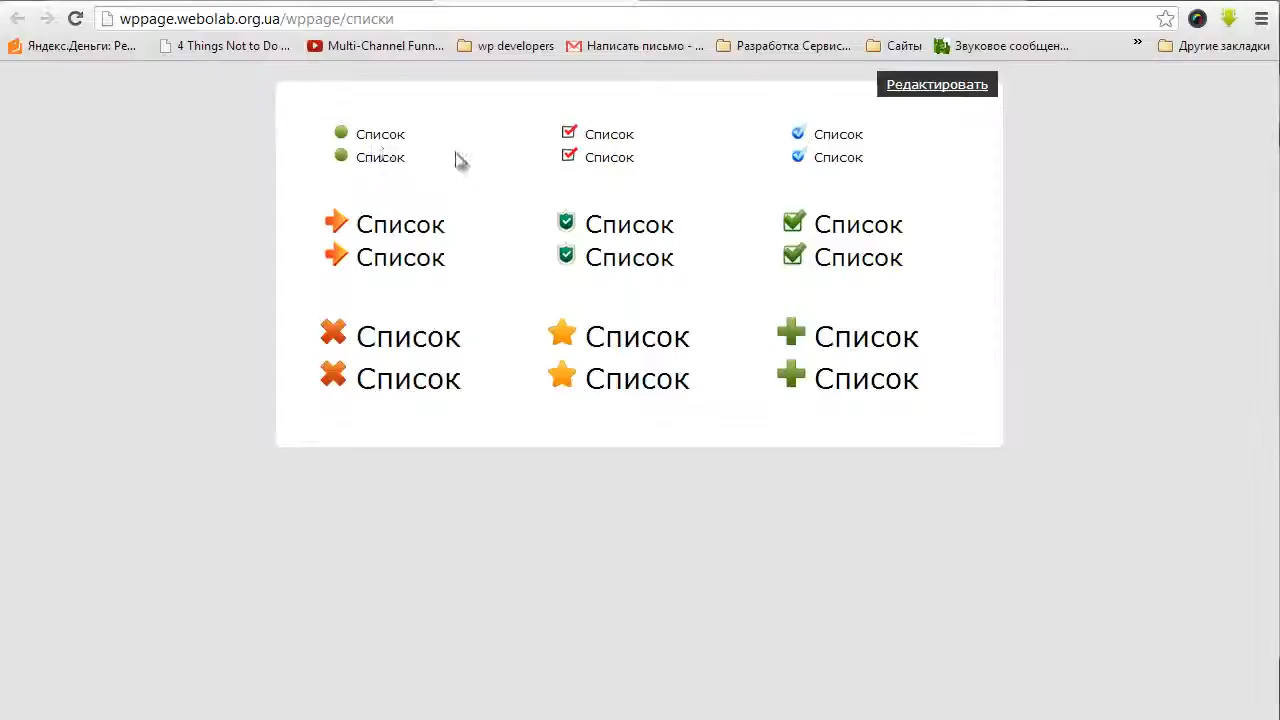 wppage.webolab.org.ua/wppage/списки
Яндекс.Деньги: Ре... 4 Things Not to Do ... Multi-Channel Funn... wp developers Написать письмо - ... Разработка Сервис... Сайты Звуковое сообщен... » Другие закладки
Редактировать
Список Список Список
Список Список Список
Список Список Список
Список Список Список
Список Список Список
Список Список Список